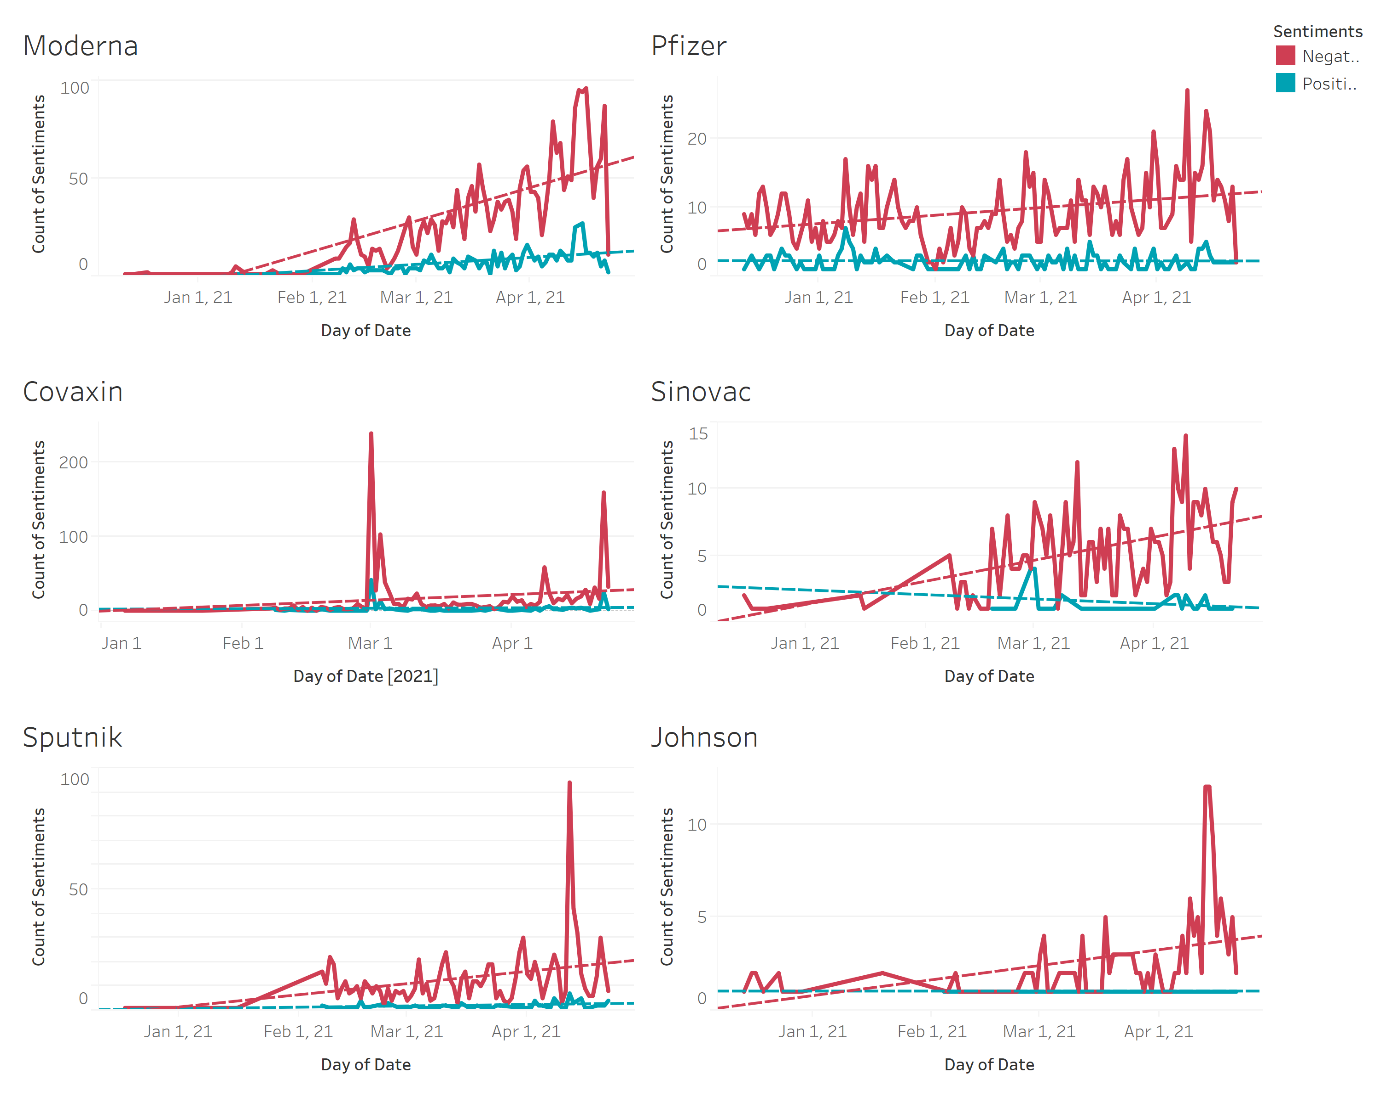 Moderna
Pfizer
Sentiments
Negat..
Positi..
Count of Sentiments
100
50
0
Jan 1, 21
Feb 1, 21
Mar 1, 21
Apr 1, 21
Day of Date
Count of Sentiments
20
10
0
Jan 1, 21
Feb 1, 21
Mar 1, 21
Apr 1, 21
Day of Date
Covaxin
Sinovac
Count of Sentiments
200
100
0
Jan 1
Feb 1
Mar 1
Apr 1
Day of Date [2021]
Count of Sentiments
15
10
5
0
Jan 1, 21
Feb 1, 21
Mar 1, 21
Apr 1, 21
Day of Date
Sputnik
Johnson
Count of Sentiments
100
50
0
Jan 1, 21
Feb 1, 21
Mar 1, 21
Apr 1, 21
Day of Date
Count of Sentiments
10
5
0
Jan 1, 21
Feb 1, 21
Mar 1, 21
Apr 1, 21
Day of Date